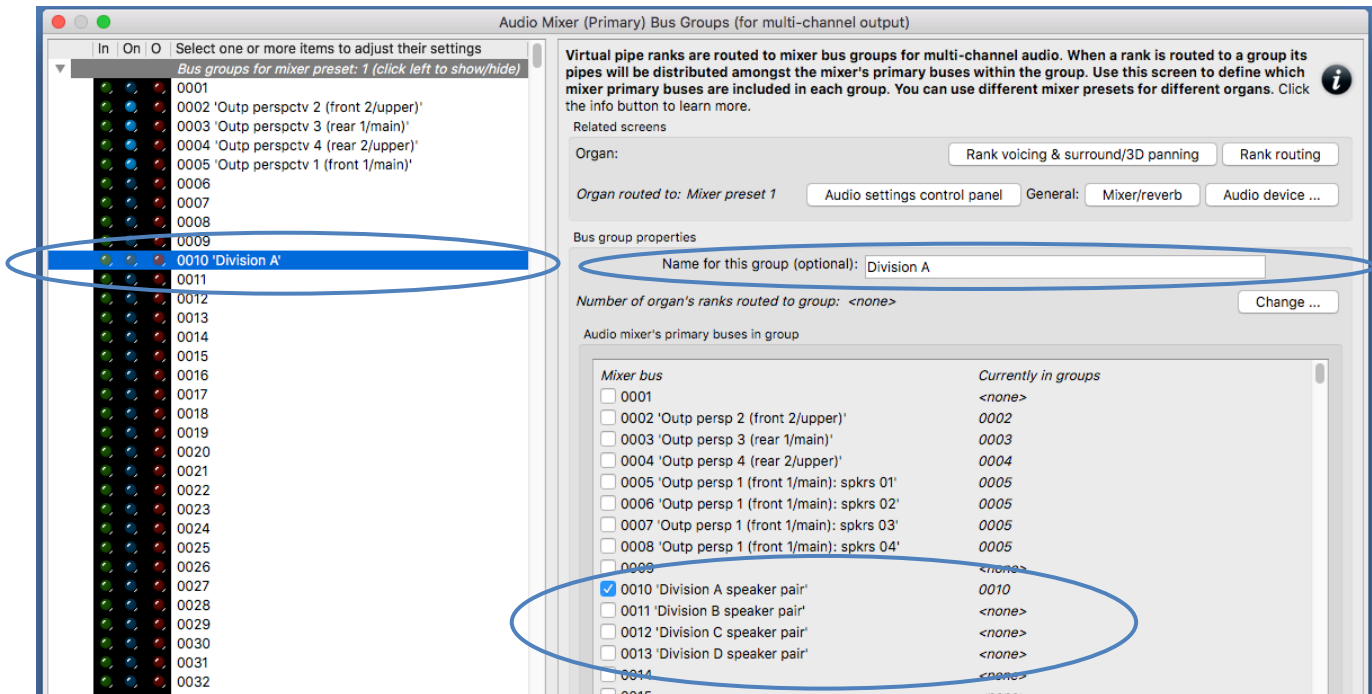 Audio Mixer (Primary) Bus Groups (for multi-channel output)
In On O Select one or more items to adjust their settings
Bus groups for mixer preset: 1 (click left to show/hide)
0001
0002 'Outp perspctv 2 (front 2/upper)'
0003 'Outp perspctv 3 (rear 1/main)'
0004 'Outp perspctv 4 (rear 2/upper)'
0005 'Outp perspctv 1 (front 1/main)'
0006
0007
0008
0009
0010 'Division A'
0011
0012
0013
0014
0015
0016
0017
0018
0019
0020
0021
0022
0023
0024
0025
0026
0027
0028
0029
0030
0031
0032
Virtual pipe ranks are routed to mixer bus groups for multi-channel audio. When a rank is routed to a group its
pipes will be distributed amongst the mixer's primary buses within the group. Use this screen to define which
mixer primary buses are included in each group. You can use different mixer presets for different organs. Click
the info button to learn more.
i
Related screens
Organ: Rank voicing & surround/3D panning Rank routing
Organ routed to: Mixer preset 1 Audio settings control panel General: Mixer/reverb Audio device ...
Bus group properties
Name for this group (optional): Division A
Number of organ's ranks routed to group: <none> Change ...
Audio mixer's primary buses in group
Mixer bus Currently in groups
0001 <none>
0002 'Outp persp 2 (front 2/upper)' 0002
0003 'Outp persp 3 (rear 1/main)' 0003
0004 'Outp persp 4 (rear 2/upper)' 0004
0005 'Outp persp 1 (front 1/main): spkrs 01' 0005
0006 'Outp persp 1 (front 1/main): spkrs 02' 0005
0007 'Outp persp 1 (front 1/main): spkrs 03' 0005
0008 'Outp persp 1 (front 1/main): spkrs 04' 0005
0009 <none>
0010 'Division A speaker pair' 0010
0011 'Division B speaker pair' <none>
0012 'Division C speaker pair' <none>
0013 'Division D speaker pair' <none>
0014 <none>